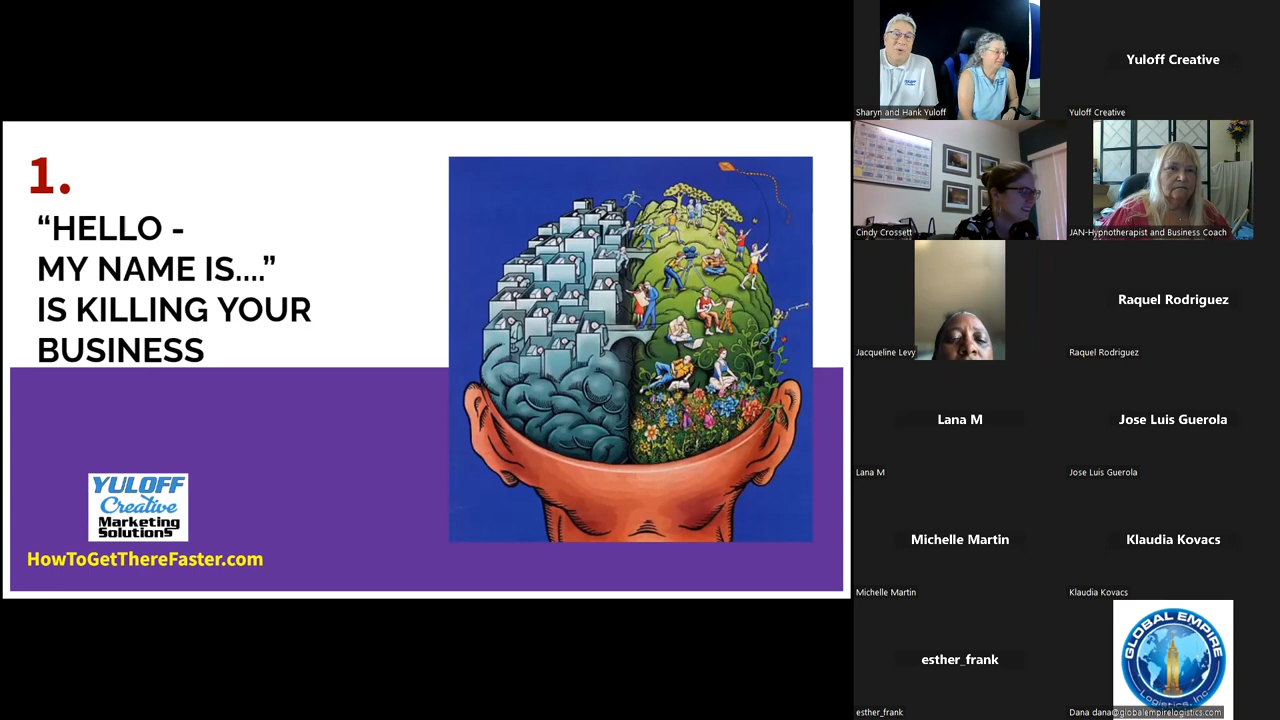 1.
“HELLO -
MY NAME IS....”
IS KILLING YOUR
BUSINESS
YULOFF
Creative
Marketing
Solutions
HowToGetThereFaster.com
Sharyn and Hank Yuloff
Yuloff Creative
Yuloff Creative
Cindy Crossett
JAN-Hypnotherapist and Business Coach
Jacqueline Levy
Raquel Rodriguez
Raquel Rodriguez
Lana M
Lana M
Jose Luis Guerola
Jose Luis Guerola
Michelle Martin
Michelle Martin
Klaudia Kovacs
Klaudia Kovacs
esther_frank
esther_frank
GLOBAL EMPIRE
Logistics, Inc
Dana dana@globalempirelogistics.com